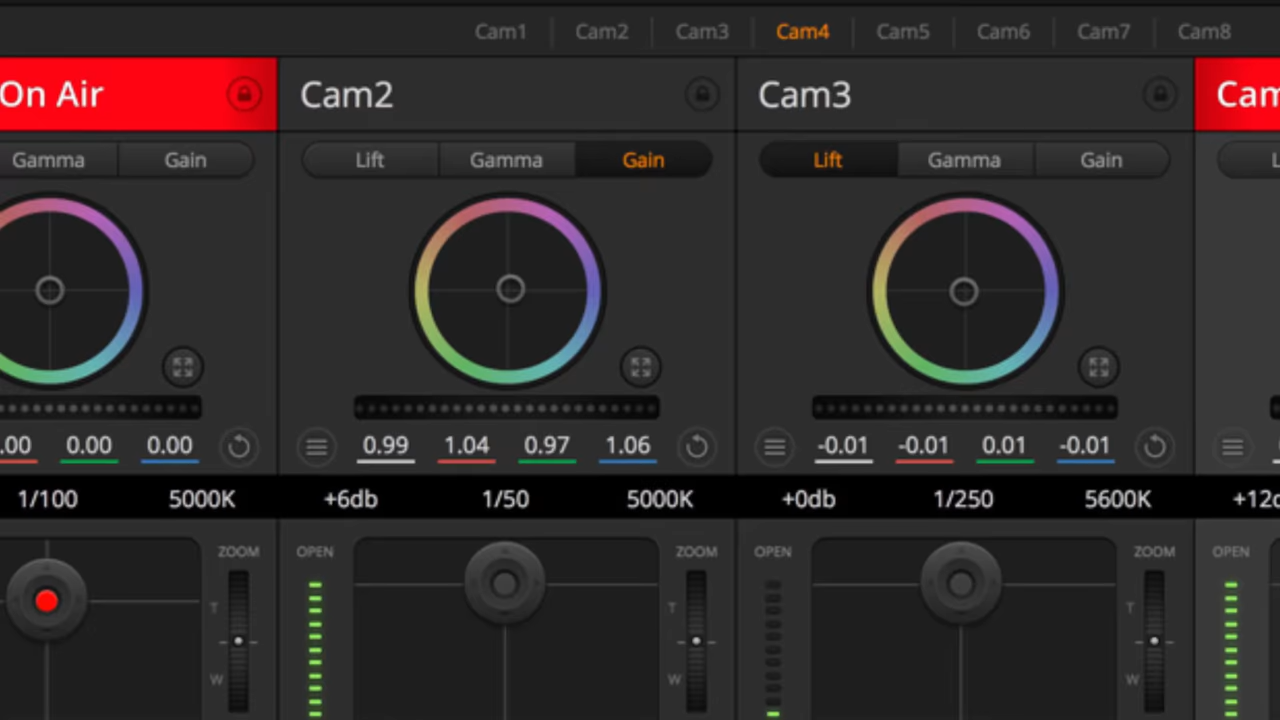 Cam1 Cam2 Cam3 Cam4 Cam5 Cam6 Cam7 Cam8
On Air Cam2 Cam3 Cam
Gamma Gain Lift Gamma Gain Lift Gamma Gain L
.00 0.00 0.00 0.99 1.04 0.97 1.06 -0.01 -0.01 0.01 -0.01
1/100 5000K +6db 1/50 5000K +0db 1/250 5600K +12d
ZOOM OPEN ZOOM OPEN ZOOM OPEN
T T T
W W W